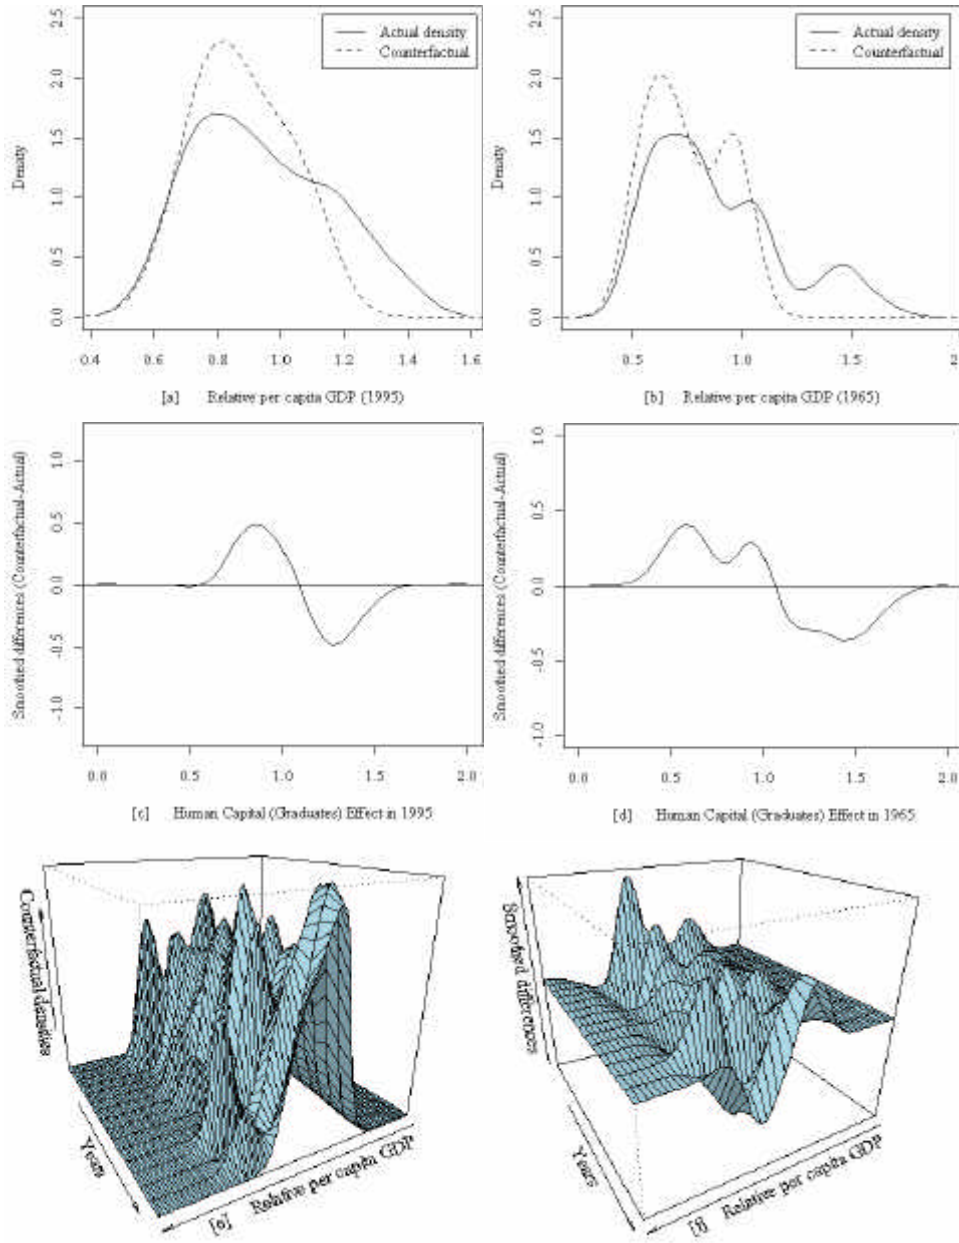 2.5
2.0
1.5
1.0
0.5
0.0
Density
Actual density
Counterfactual
0.4 0.6 0.8 1.0 1.2 1.4 1.6
[a] Relative per capita GDP (1995)
2.5
2.0
1.5
1.0
0.5
0.0
Density
Actual density
Counterfactual
0.5 1.0 1.5 2
[b] Relative per capita GDP (1965)
1.0
0.5
0.0
-0.5
-1.0
Smoothed differences (Counterfactual-Actual)
0.0 0.5 1.0 1.5 2.0
[c] Human Capital (Graduates) Effect in 1995
1.0
0.5
0.0
-0.5
-1.0
Smoothed differences (Counterfactual-Actual)
0.0 0.5 1.0 1.5 2.0
[d] Human Capital (Graduates) Effect in 1965
Counterfactual densities
Years
[e] Relative per capita GDP
Smoothed differences
Years
[f] Relative per capita GDP